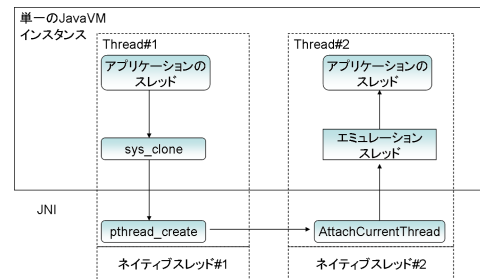 単一のJavaVM
インスタンス
Thread#1
アプリケーションの
スレッド
sys_clone
pthread_create
ネイティブスレッド#1
Thread#2
アプリケーションの
スレッド
エミュレーション
スレッド
AttachCurrentThread
ネイティブスレッド#2
JNI